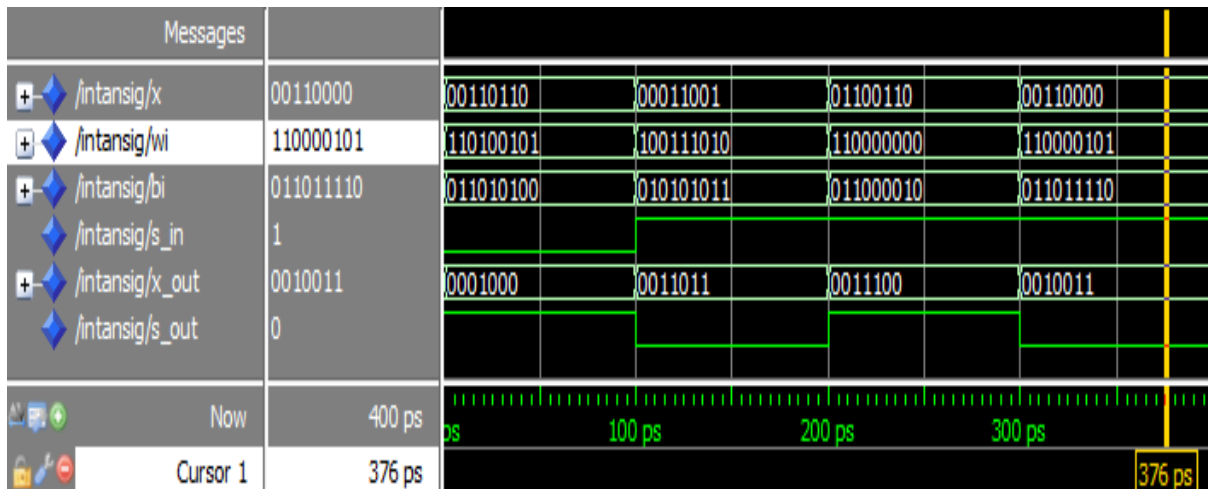 Messages
/intansig/x 00110000 00110110 00011001 01100110 00110000
/intansig/wi 110000101 110100101 100111010 110000000 110000101
/intansig/bi 011011110 011010100 010101011 011000010 011011110
/intansig/s_in 1
/intansig/x_out 0010011 0001000 0011011 0011100 0010011
/intansig/s_out 0
Now 400 ps ps 100 ps 200 ps 300 ps
Cursor 1 376 ps 376 ps